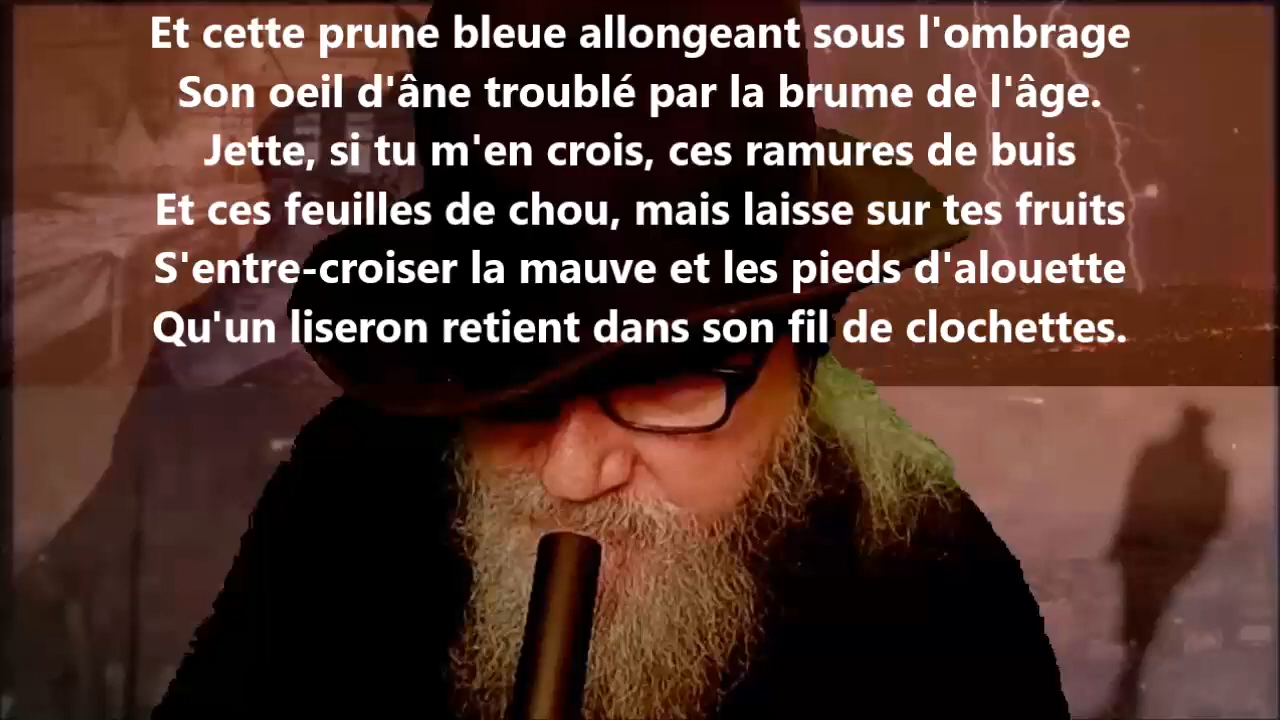 Et cette prune bleue allongeant sous l'ombrage
Son oeil d'âne troublé par la brume de l'âge.
Jette, si tu m'en crois, ces ramures de buis
Et ces feuilles de chou, mais laisse sur tes fruits
S'entre-croiser la mauve et les pieds d'alouette
Qu'un liseron retient dans son fil de clochettes.